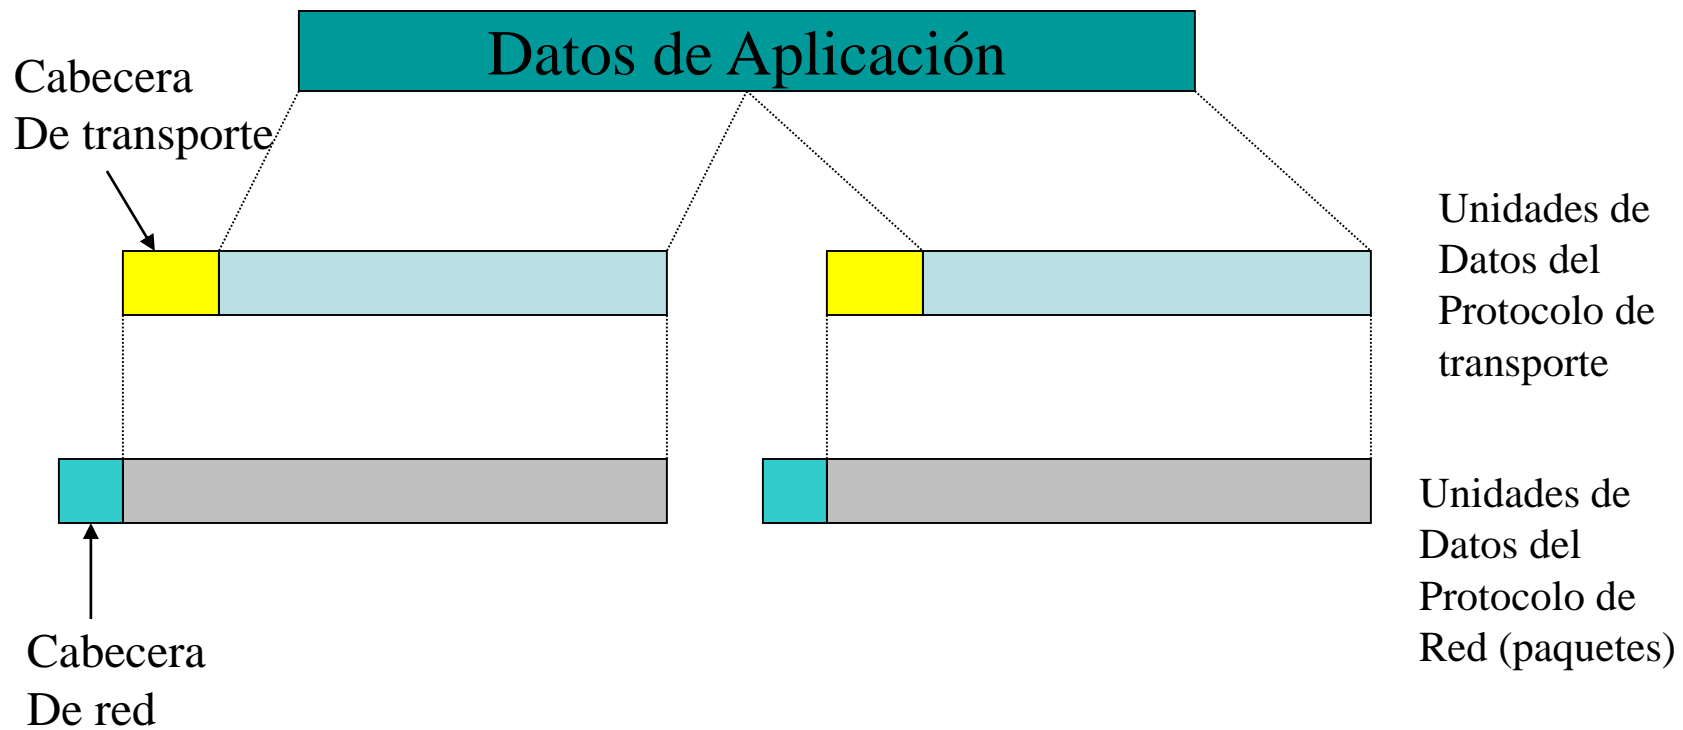 Datos de Aplicación
Cabecera
De transporte
Unidades de
Datos del
Protocolo de
transporte
Unidades de
Datos del
Protocolo de
Red (paquetes)
Cabecera
De red